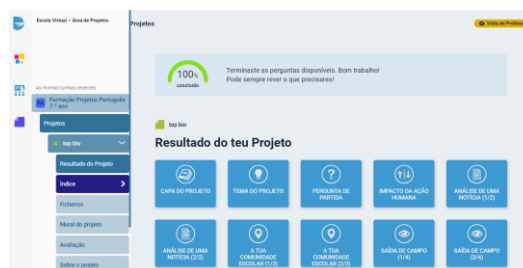 Escola Virtual – Área de Projetos
Projetos
Vista de Profess
As minhas turmas recentes
Formação Projetos Português
7.º ano
Projetos
top bio
Resultado do Projeto
Índice
Ficheiros
Mural do projeto
Avaliação
Sobre o projeto
100%
concluído
Terminaste as perguntas disponíveis. Bom trabalho!
Pode sempre rever o que precisares!
top bio
Resultado do teu Projeto
CAPA DO PROJETO
TEMA DO PROJETO
PERGUNTA DE
PARTIDA
IMPACTO DA AÇÃO
HUMANA
ANÁLISE DE UMA
NOTÍCIA (1/2)
ANÁLISE DE UMA
NOTÍCIA (2/2)
A TUA
COMUNIDADE
ESCOLAR (1/2)
A TUA
COMUNIDADE
ESCOLAR (2/2)
SAÍDA DE CAMPO
(1/4)
SAÍDA DE CAMPO
(2/4)